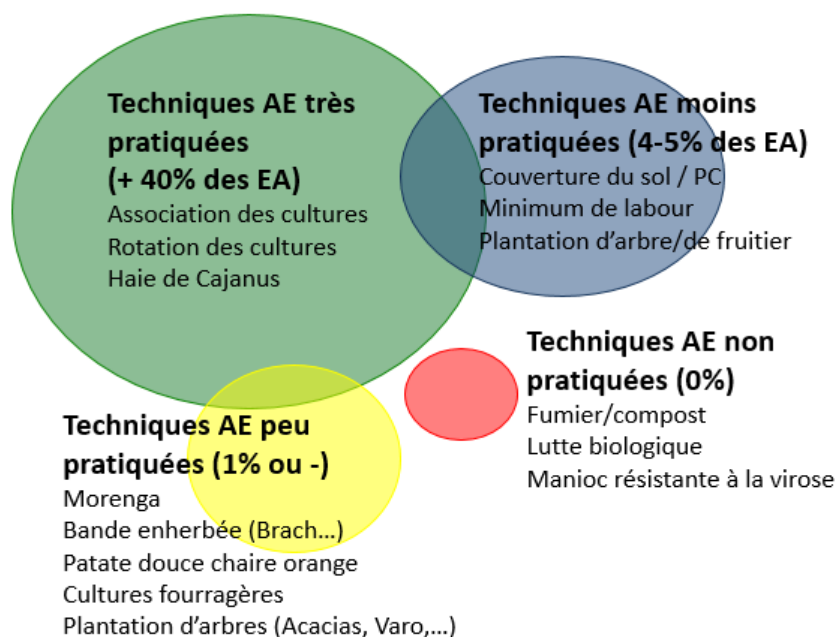 Techniques AE très
pratiquées
(+ 40% des EA)
Association des cultures
Rotation des cultures
Haie de Cajanus
Techniques AE moins
pratiquées (4-5% des EA)
Couverture du sol / PC
Minimum de labour
Plantation d'arbre/de fruitier
Techniques AE non
pratiquées (0%)
Fumier/compost
Lutte biologique
Manioc résistante à la virose
Techniques AE peu
pratiquées (1% ou -)
Morenga
Bande enherbée (Brach...)
Patate douce chaire orange
Cultures fourragères
Plantation d'arbres (Acacias, Varo,...)